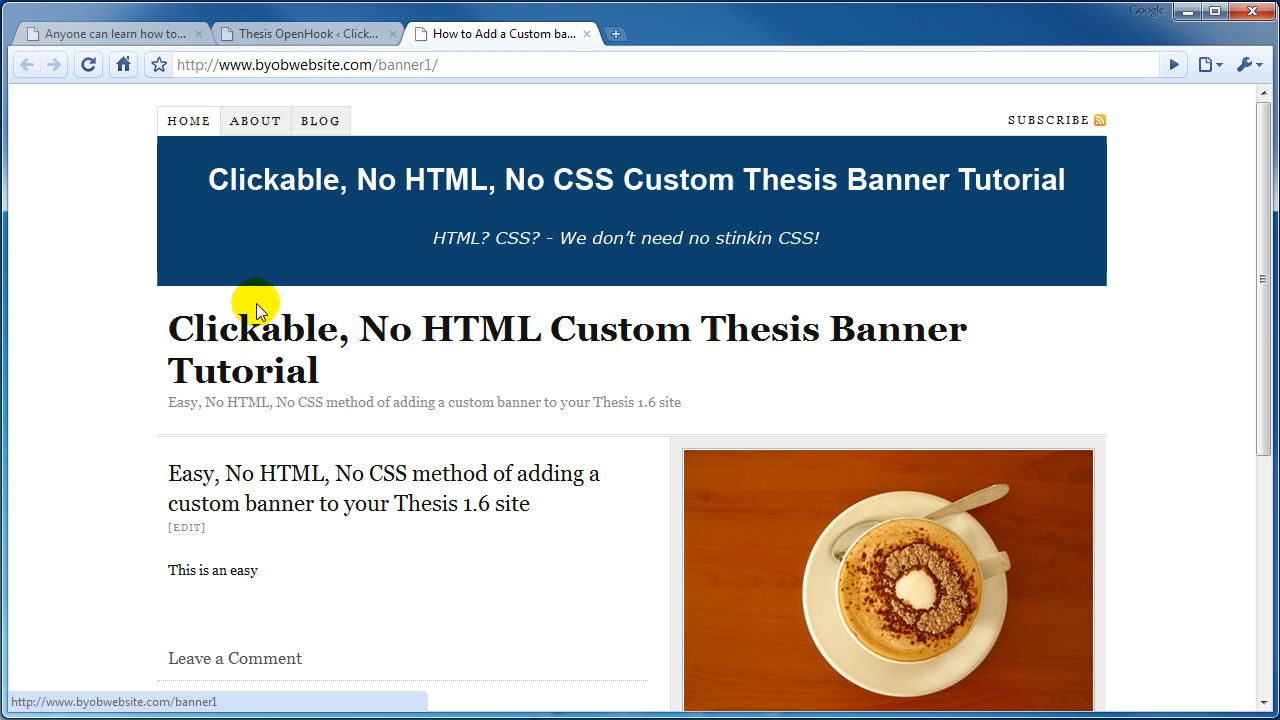 Google
Anyone can learn how to...
Thesis OpenHook ‹ Click...
How to Add a Custom ba...
http://www.byobwebsite.com/banner1/
HOME ABOUT BLOG
SUBSCRIBE
Clickable, No HTML, No CSS Custom Thesis Banner Tutorial
HTML? CSS? - We don’t need no stinkin CSS!
Clickable, No HTML Custom Thesis Banner
Tutorial
Easy, No HTML, No CSS method of adding a custom banner to your Thesis 1.6 site
Easy, No HTML, No CSS method of adding a
custom banner to your Thesis 1.6 site
[EDIT]
This is an easy
Leave a Comment
http://www.byobwebsite.com/banner1